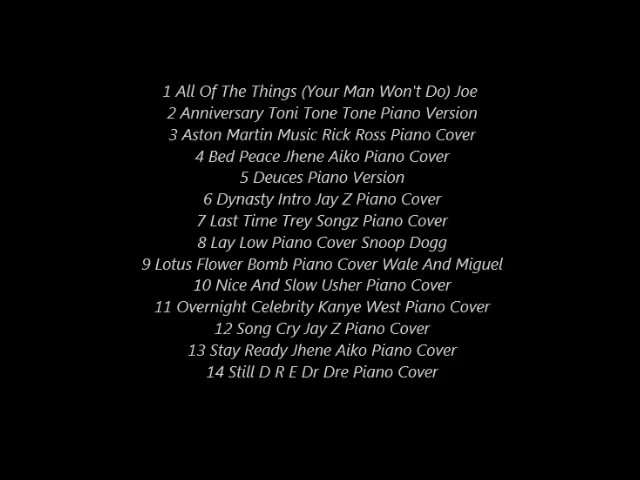 1 All Of The Things (Your Man Won't Do) Joe
2 Anniversary Toni Tone Tone Piano Version
3 Aston Martin Music Rick Ross Piano Cover
4 Bed Peace Jhene Aiko Piano Cover
5 Deuces Piano Version
6 Dynasty Intro Jay Z Piano Cover
7 Last Time Trey Songz Piano Cover
8 Lay Low Piano Cover Snoop Dogg
9 Lotus Flower Bomb Piano Cover Wale And Miguel
10 Nice And Slow Usher Piano Cover
11 Overnight Celebrity Kanye West Piano Cover
12 Song Cry Jay Z Piano Cover
13 Stay Ready Jhene Aiko Piano Cover
14 Still D R E Dr Dre Piano Cover